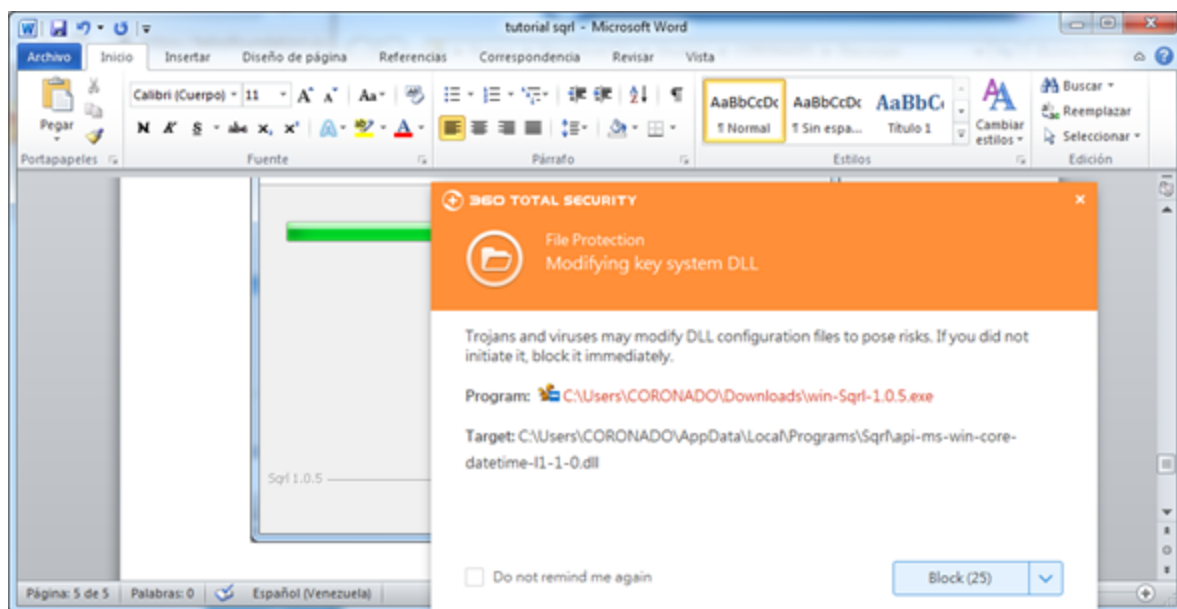 tutorial sqrl - Microsoft Word
Archivo Inicio Insertar Diseño de página Referencias Correspondencia Revisar Vista
Calibri (Cuerpo) 11 A A Aa
Pegar
N K S abc x, x² A ab A
AaBbCcDc AaBbCcDc AaBbC
¶ Normal ¶ Sin espa... Título 1
Cambiar
estilos
Buscar
Reemplazar
Seleccionar
Portapapeles Fuente Párrafo Estilos Edición
360 TOTAL SECURITY
File Protection
Modifying key system DLL
Trojans and viruses may modify DLL configuration files to pose risks. If you did not
initiate it, block it immediately.
Program: C:\Users\CORONADO\Downloads\win-Sqrl-1.0.5.exe
Target: C:\Users\CORONADO\AppData\Local\Programs\Sqrl\api-ms-win-core-
datetime-l1-1-0.dll
Sqrl 1.0.5
Do not remind me again
Block (25)
Página: 5 de 5 Palabras: 0 Español (Venezuela)